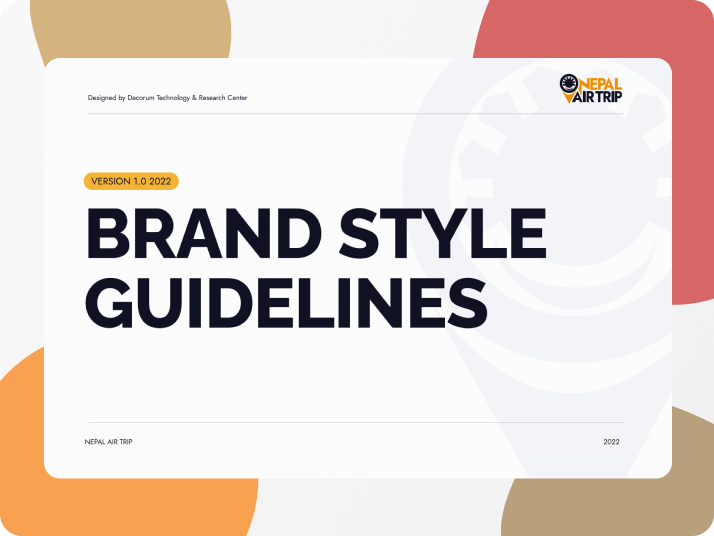 Designed by Decorum Technology & Research Center
NEPAL
AIR TRIP
VERSION 1.0 2022
BRAND STYLE
GUIDELINES
NEPAL AIR TRIP
2022